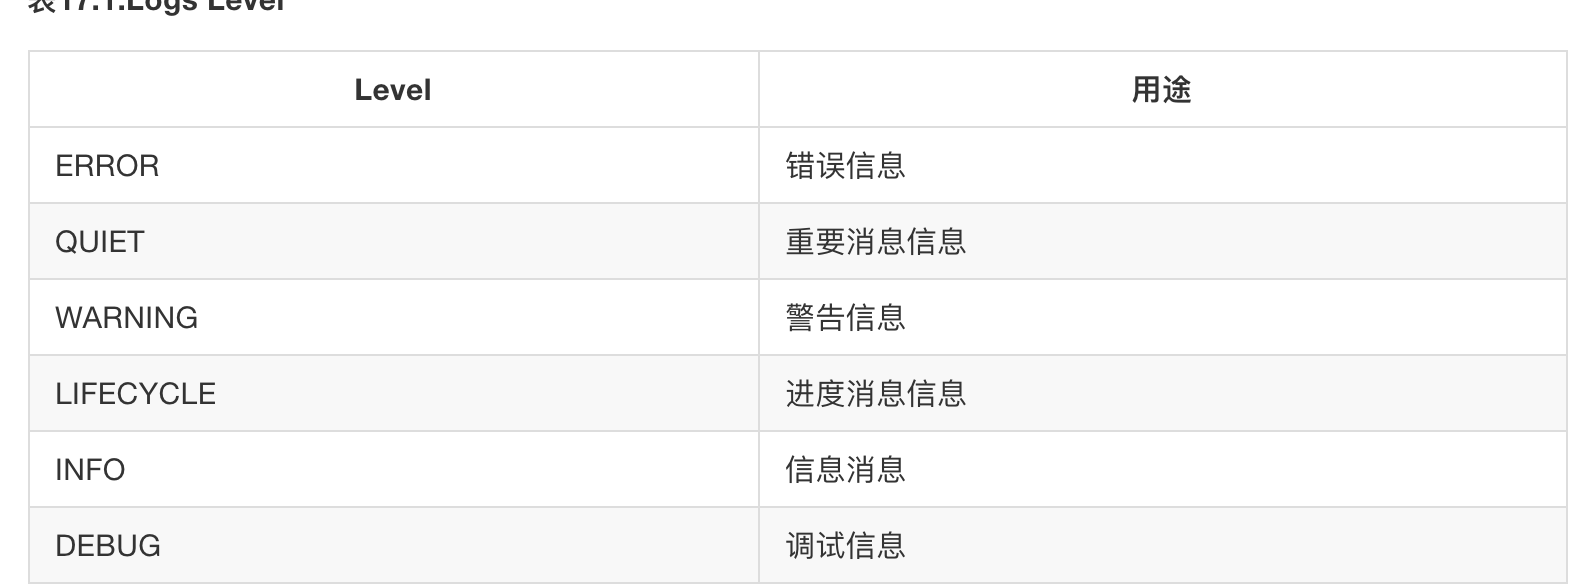 表17.1.Logs Level
Level 用途
ERROR 错误信息
QUIET 重要消息信息
WARNING 警告信息
LIFECYCLE 进度消息信息
INFO 信息消息
DEBUG 调试信息